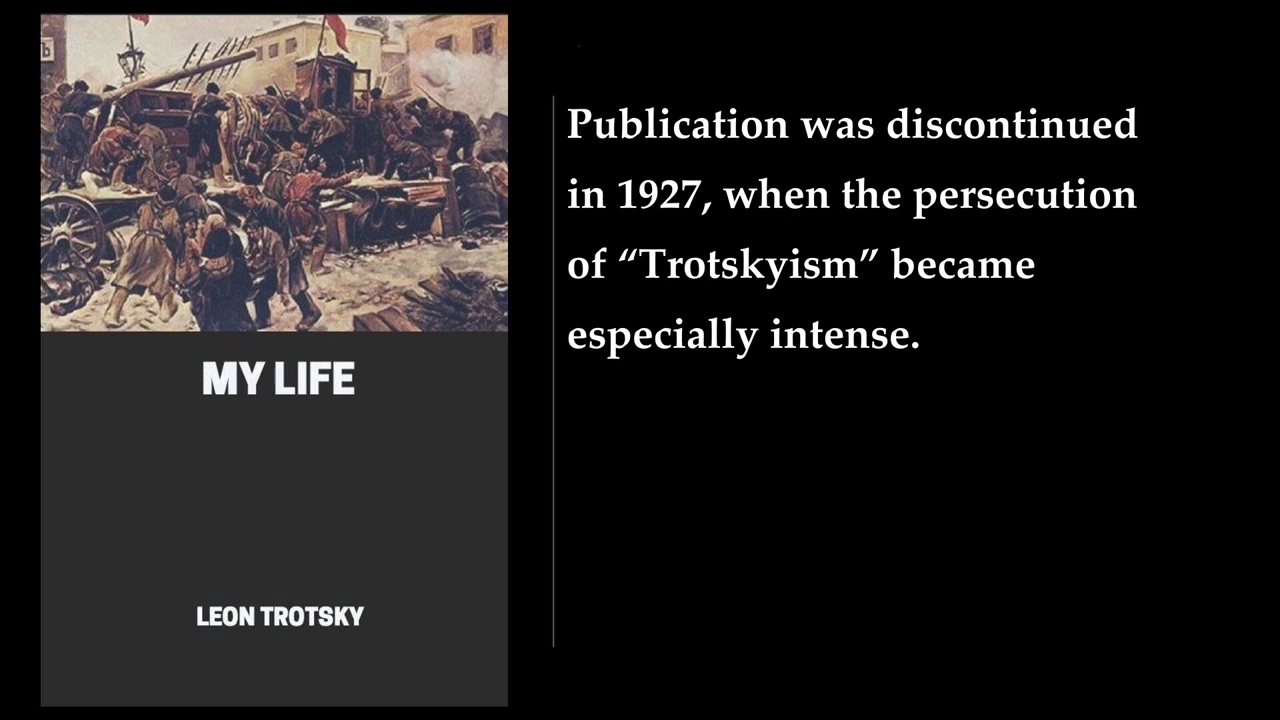 MY LIFE
LEON TROTSKY
Publication was discontinued
in 1927, when the persecution
of “Trotskyism” became
especially intense.